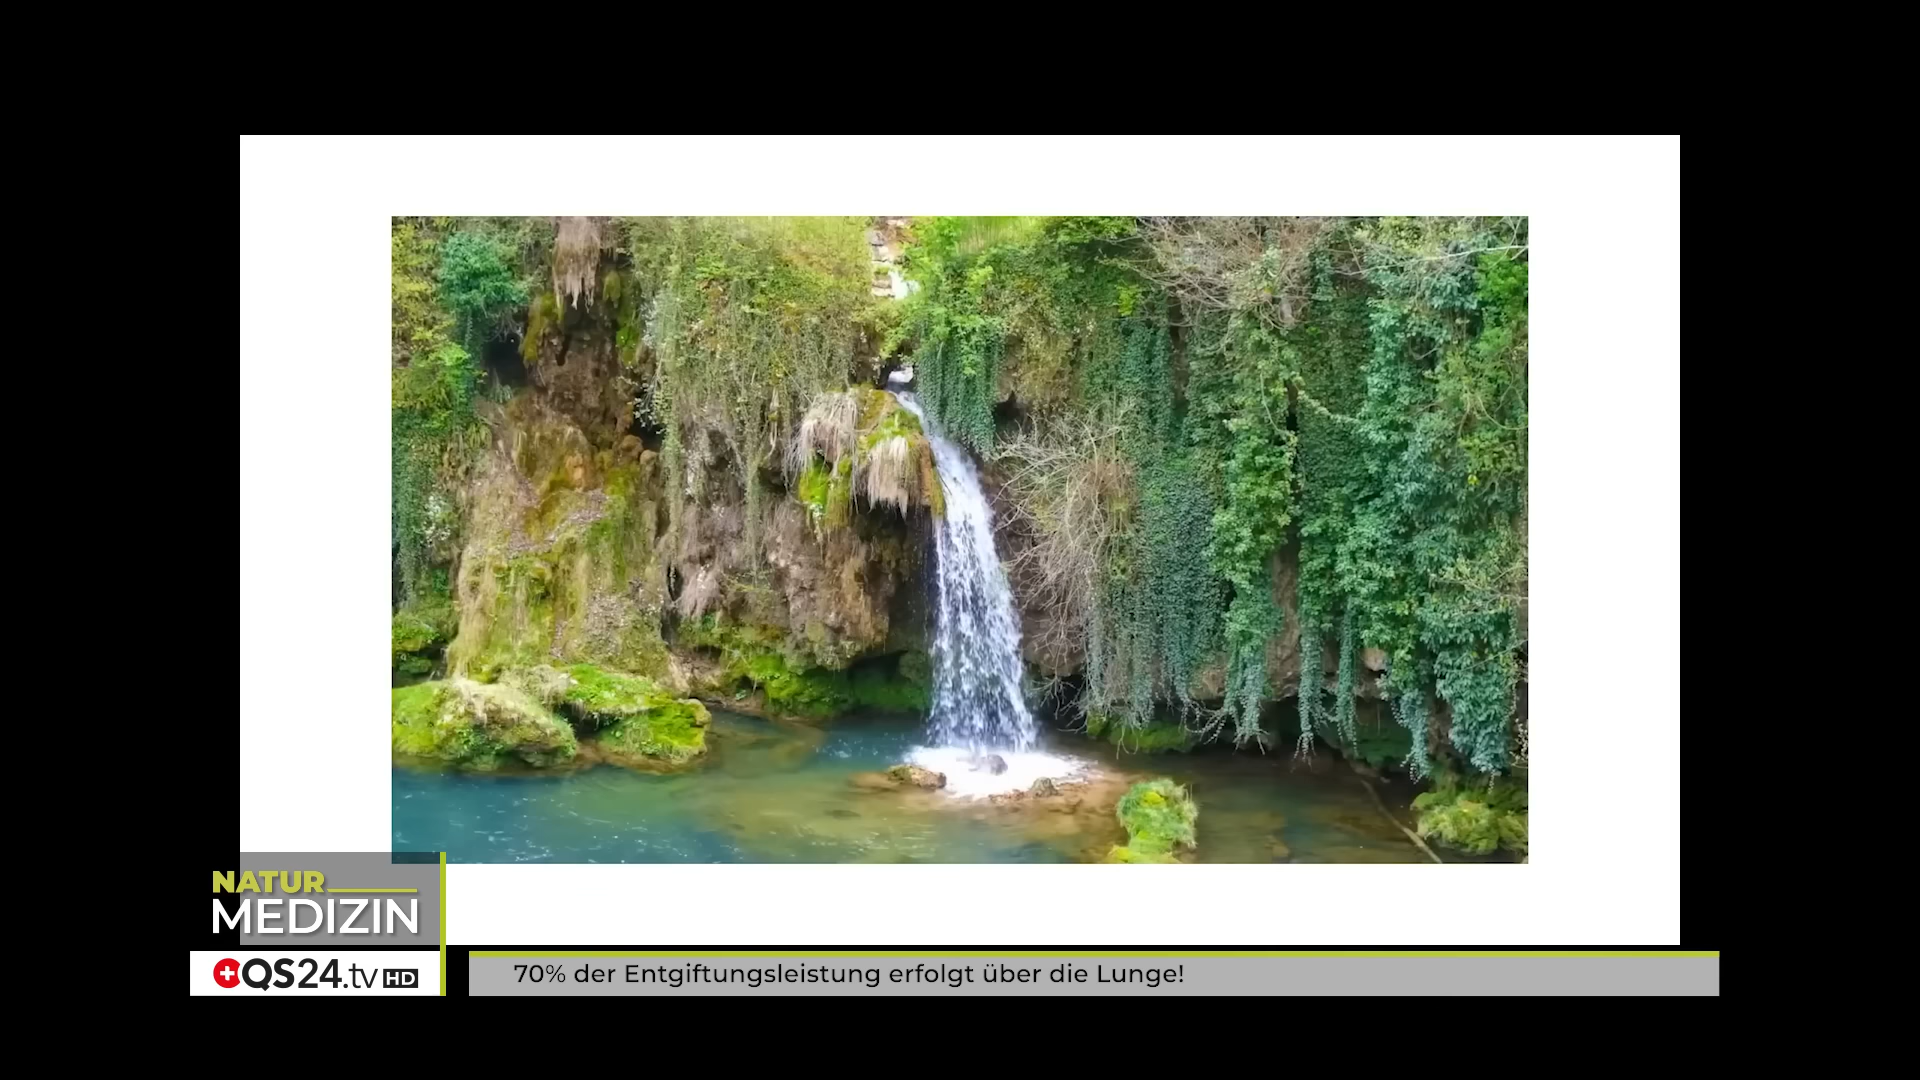 NATUR
MEDIZIN
QS24.tv HD
70% der Entgiftungsleistung erfolgt über die Lunge!